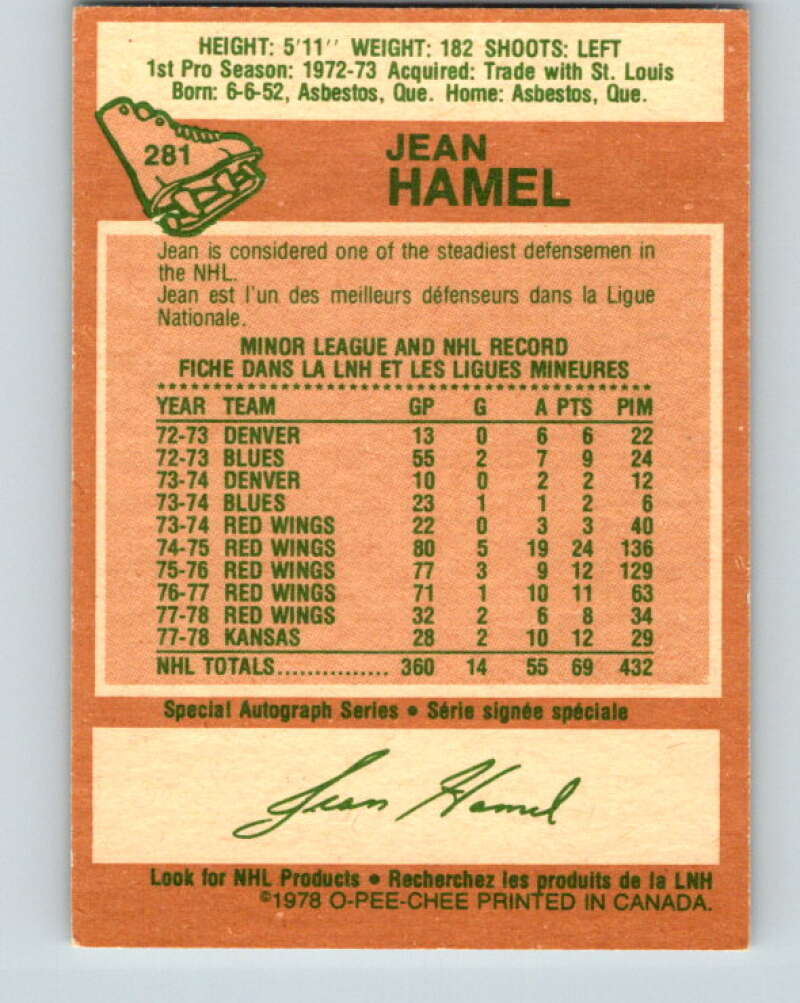 HEIGHT: 5'11'' WEIGHT: 182 SHOOTS: LEFT
1st Pro Season: 1972-73 Acquired: Trade with St. Louis
Born: 6-6-52, Asbestos, Que. Home: Asbestos, Que.
281
JEAN
HAMEL
Jean is considered one of the steadiest defensemen in
the NHL.
Jean est l'un des meilleurs défenseurs dans la Ligue
Nationale.
MINOR LEAGUE AND NHL RECORD
FICHE DANS LA LNH ET LES LIGUES MINEURES
YEAR TEAM GP G A PTS PIM
72-73 DENVER 13 0 6 6 22
72-73 BLUES 55 2 7 9 24
73-74 DENVER 10 0 2 2 12
73-74 BLUES 23 1 1 2 6
73-74 RED WINGS 22 0 3 3 40
74-75 RED WINGS 80 5 19 24 136
75-76 RED WINGS 77 3 9 12 129
76-77 RED WINGS 71 1 10 11 63
77-78 RED WINGS 32 2 6 8 34
77-78 KANSAS 28 2 10 12 29
NHL TOTALS................ 360 14 55 69 432
Special Autograph Series • Série signée spéciale
Jean Hamel
Look for NHL Products • Recherchez les produits de la LNH
©1978 O-PEE-CHEE PRINTED IN CANADA.